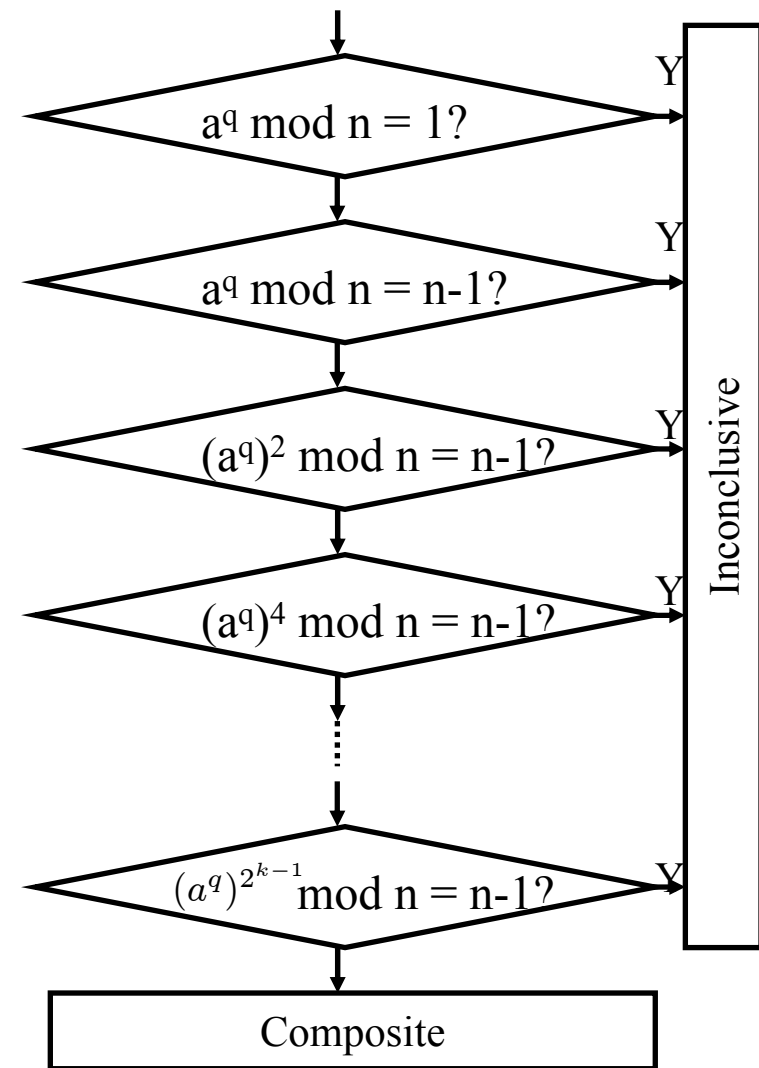 Y
a^q mod n = 1?
Y
a^q mod n = n-1?
Y
(a^q)^2 mod n = n-1?
Inconclusive
Y
(a^q)^4 mod n = n-1?
Y
(a^q)^{2^{k-1}} mod n = n-1?
Composite